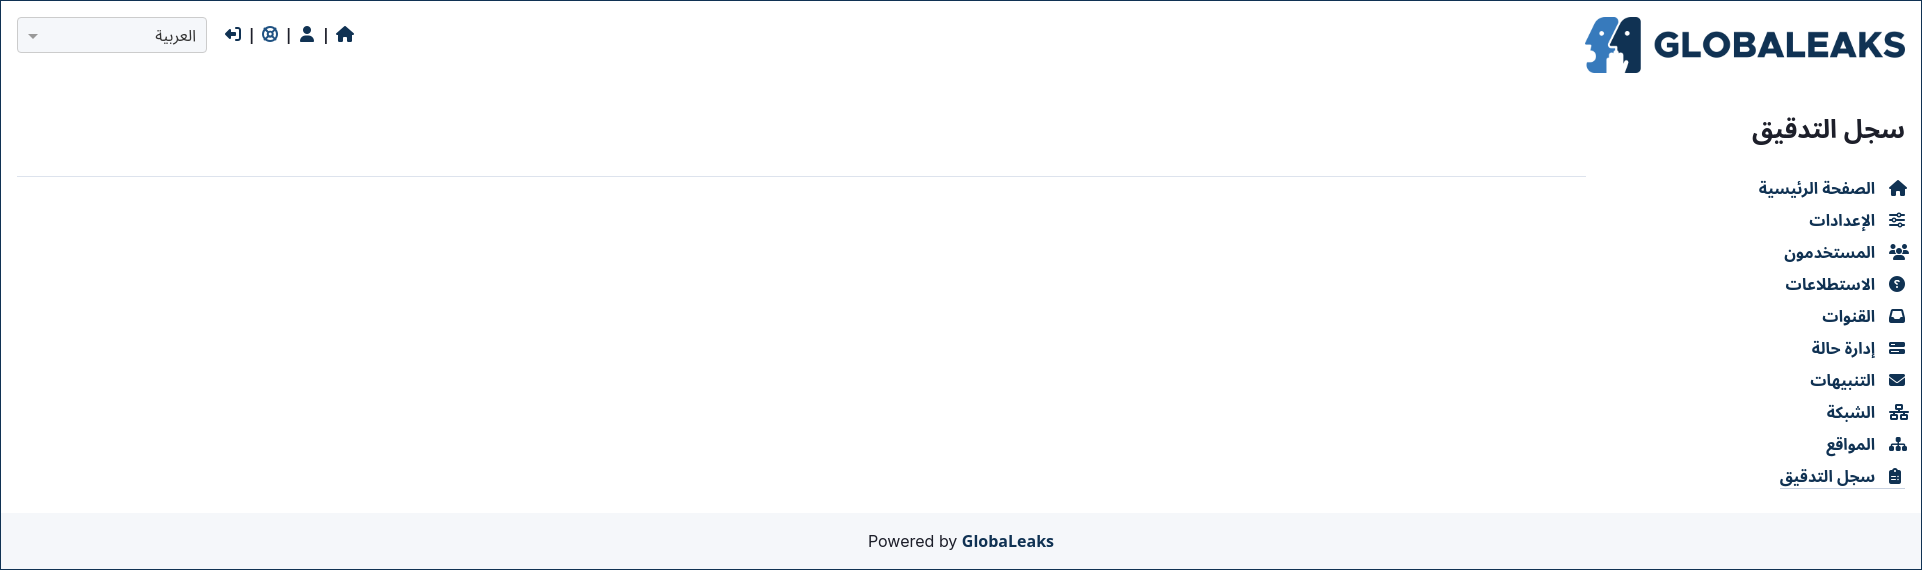 GLOBALEAKS
| | |
العربية
سجل التدقيق
الصفحة الرئيسية
الإعدادات
المستخدمون
الاستطلاعات
القنوات
إدارة حالة
التنبيهات
الشبكة
المواقع
سجل التدقيق
Powered by GlobaLeaks